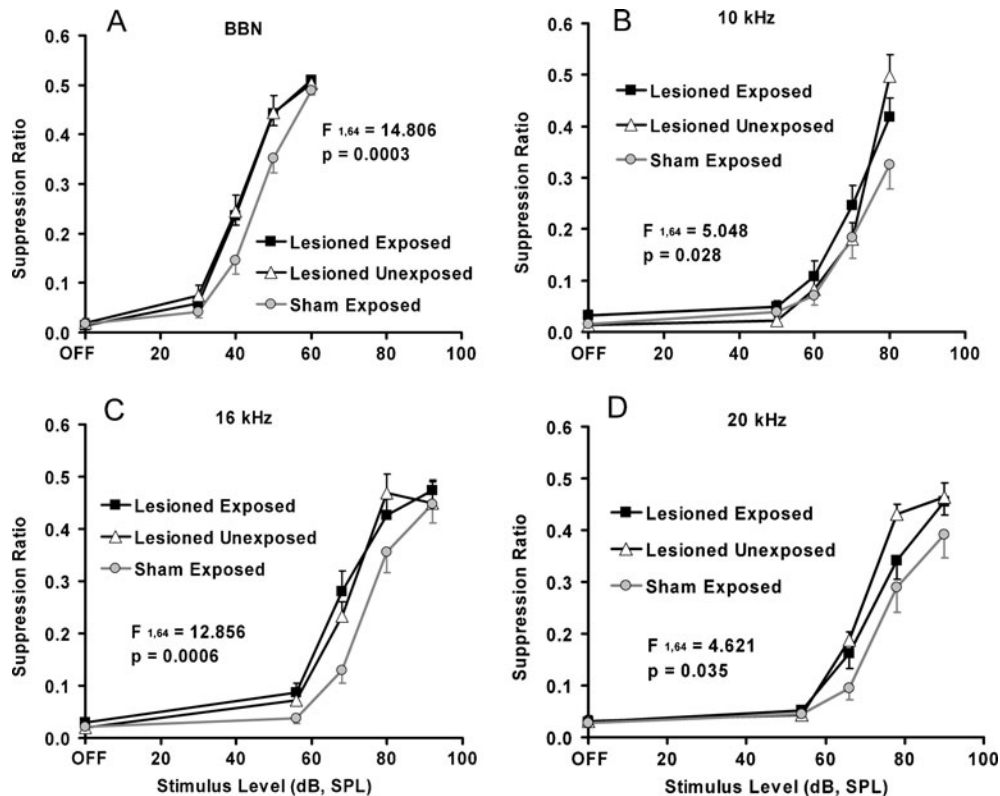 A
BBN
Suppression Ratio
0.6
0.5
0.4
0.3
0.2
0.1
0.0
F 1,64 = 14.806
p = 0.0003
Lesioned Exposed
Lesioned Unexposed
Sham Exposed
OFF 20 40 60 80 100
B
10 kHz
Suppression Ratio
0.6
0.5
0.4
0.3
0.2
0.1
0.0
Lesioned Exposed
Lesioned Unexposed
Sham Exposed
F 1,64 = 5.048
p = 0.028
OFF 20 40 60 80 100
C
16 kHz
Suppression Ratio
0.6
0.5
0.4
0.3
0.2
0.1
0.0
Lesioned Exposed
Lesioned Unexposed
Sham Exposed
F 1,64 = 12.856
p = 0.0006
OFF 20 40 60 80 100
Stimulus Level (dB, SPL)
D
20 kHz
Suppression Ratio
0.6
0.5
0.4
0.3
0.2
0.1
0.0
Lesioned Exposed
Lesioned Unexposed
Sham Exposed
F 1,64 = 4.621
p = 0.035
OFF 20 40 60 80 100
Stimulus Level (dB, SPL)